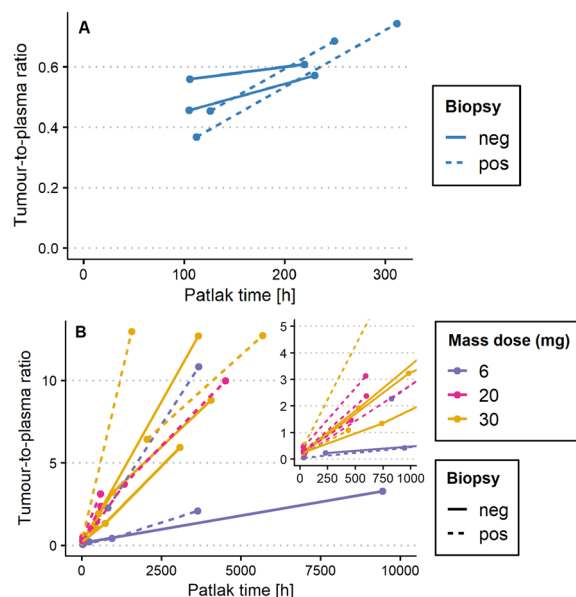 A
Tumour-to-plasma ratio
0.6
0.4
0.2
0.0
0 100 200 300
Patlak time [h]
Biopsy
neg
pos
B
Tumour-to-plasma ratio
10
5
0
0 2500 5000 7500 10000
Patlak time [h]
5
4
3
2
1
0
0 250 500 750 1000
Mass dose (mg)
6
20
30
Biopsy
neg
pos